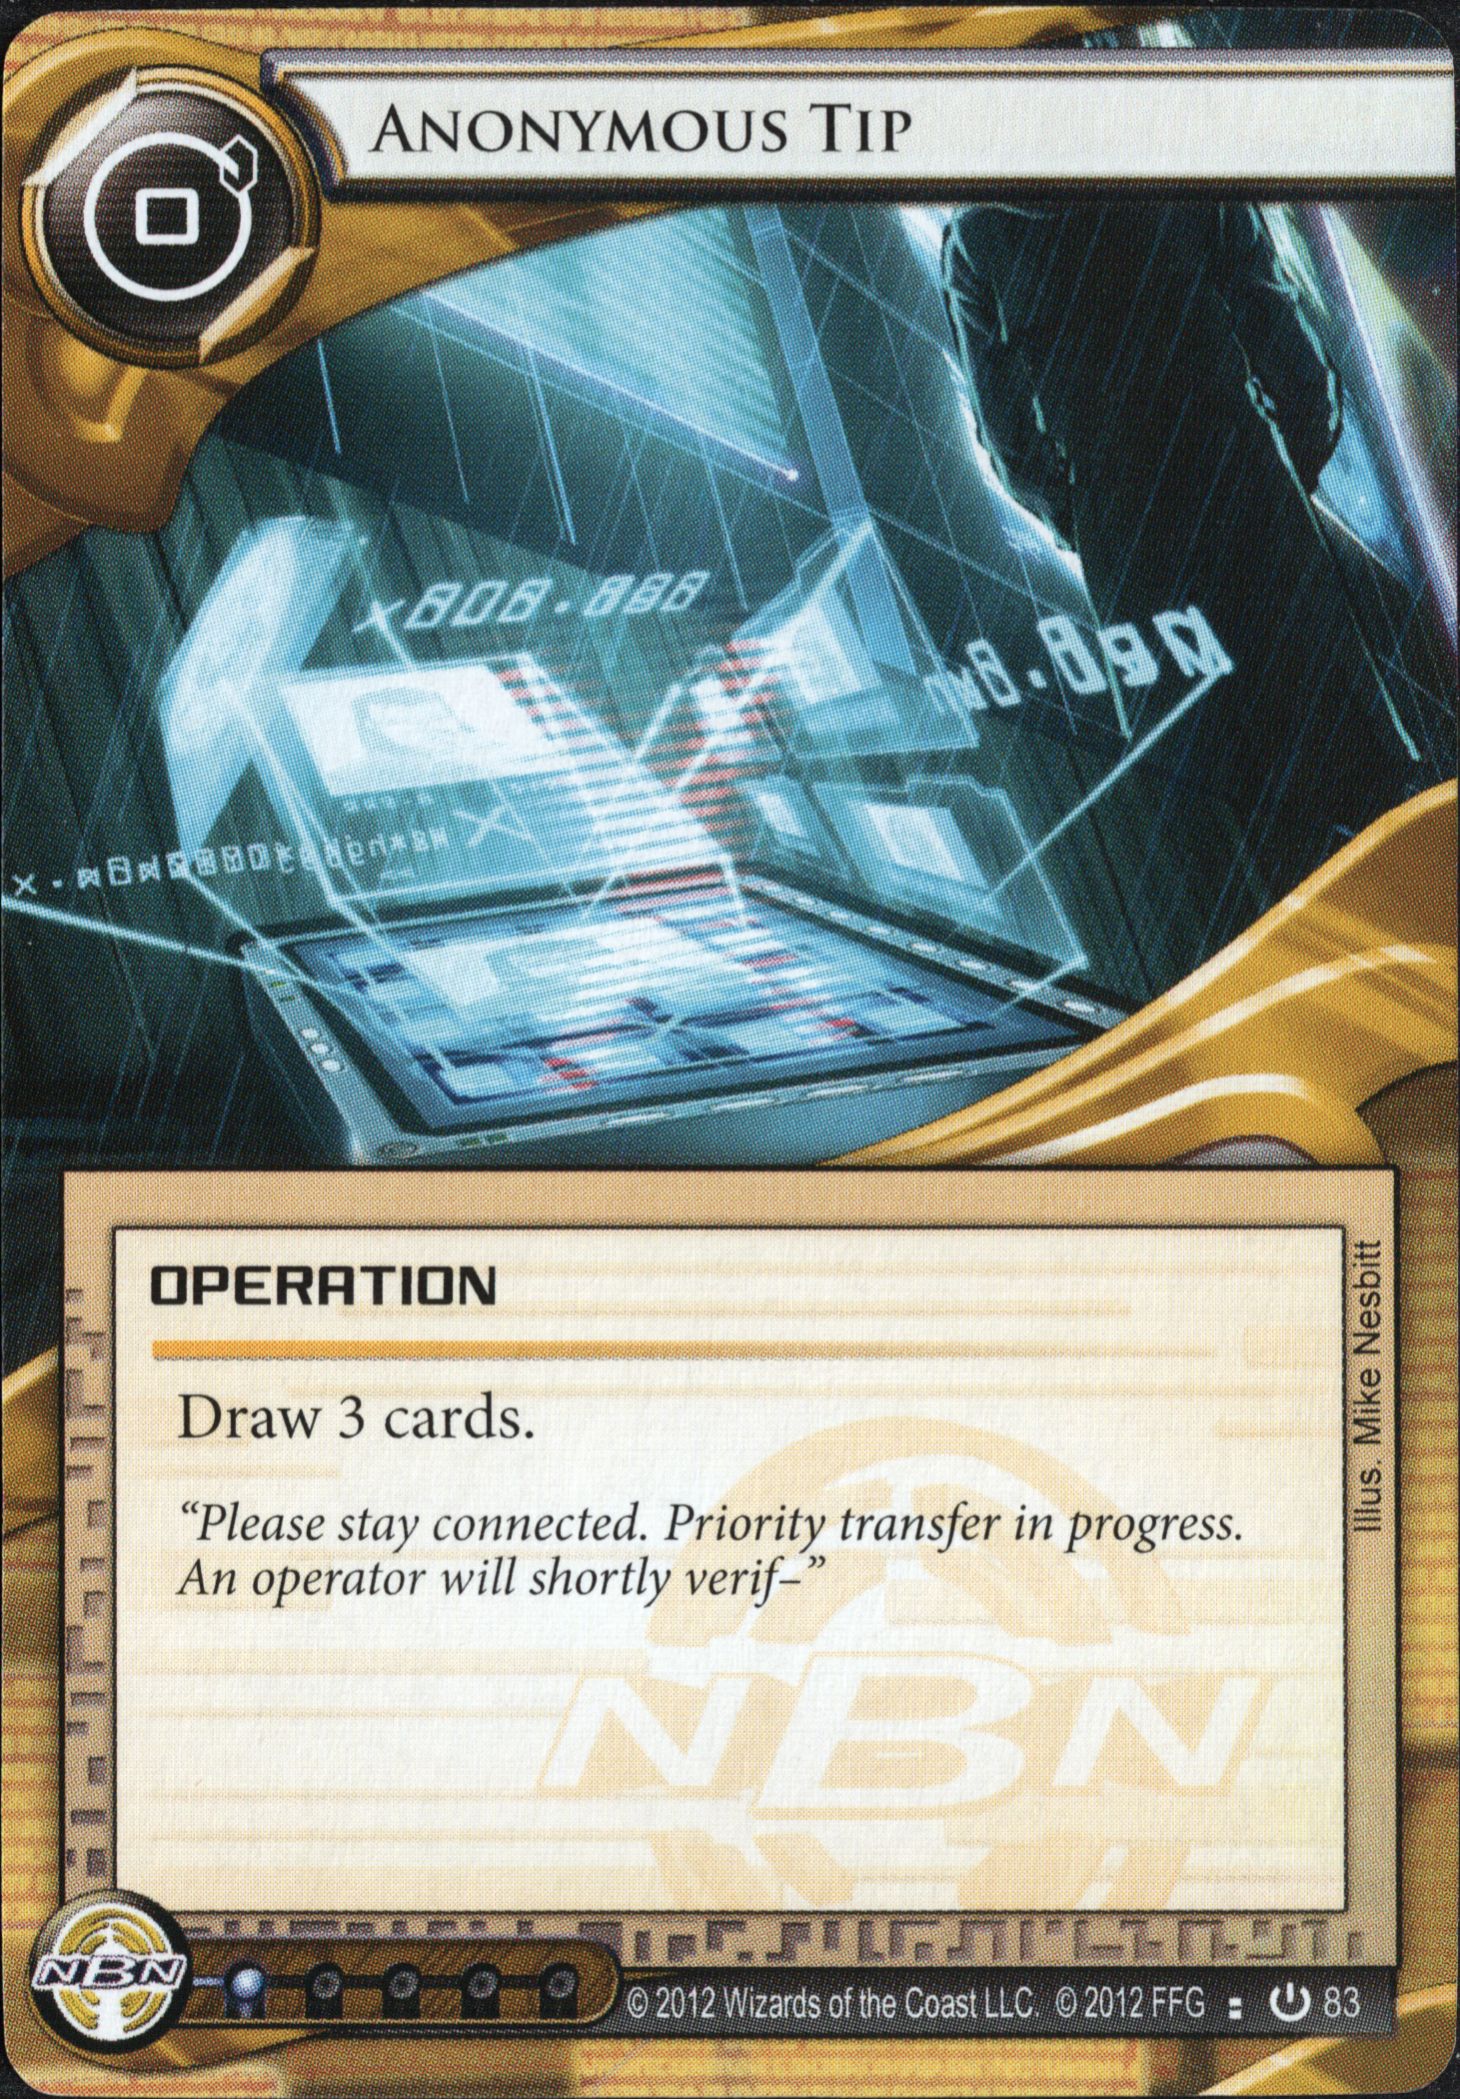 0
ANONYMOUS TIP
OPERATION
Draw 3 cards.
“Please stay connected. Priority transfer in progress.
An operator will shortly verif–”
Illus. Mike Nesbitt
NBN
NBN
© 2012 Wizards of the Coast LLC. © 2012 FFG 83